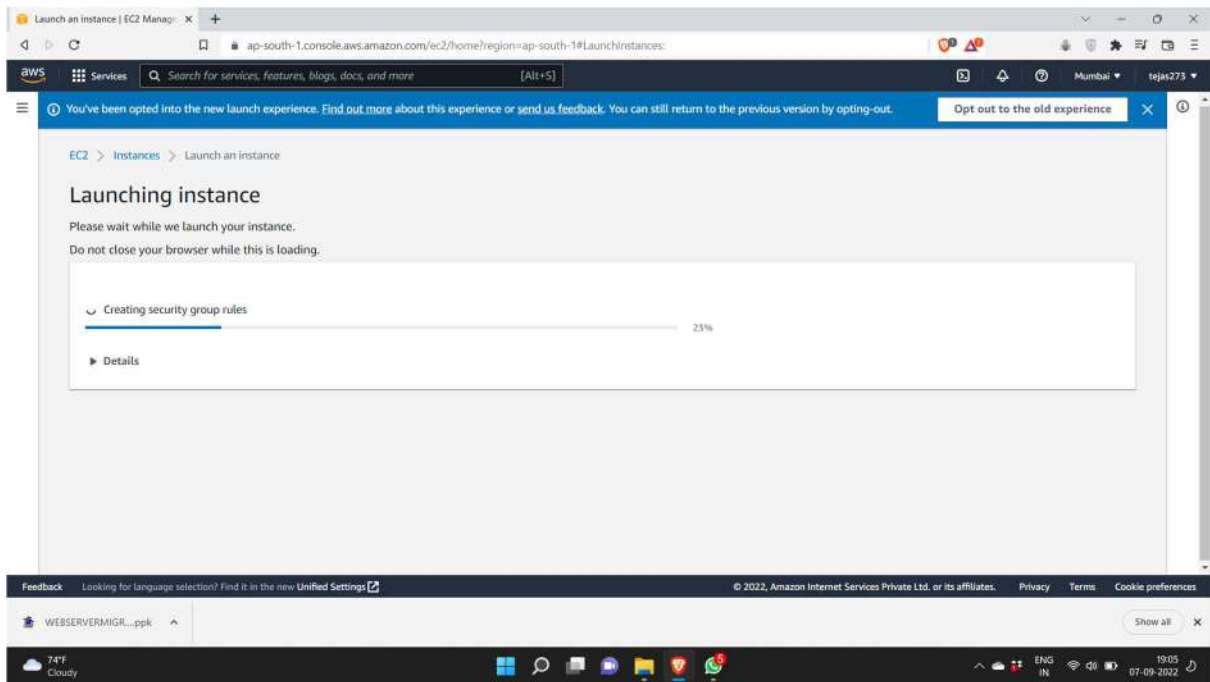 Launch an instance | EC2 Manage
ap-south-1.console.aws.amazon.com/ec2/home?region=ap-south-1#LaunchInstances:
aws
Services
Search for services, features, blogs, docs, and more
[Alt+S]
Mumbai
tejas273
You've been opted into the new launch experience. Find out more about this experience or send us feedback. You can still return to the previous version by opting-out.
Opt out to the old experience
EC2 > Instances > Launch an instance
Launching instance
Please wait while we launch your instance.
Do not close your browser while this is loading.
Creating security group rules
23%
Details
Feedback
Looking for language selection? Find it in the new Unified Settings
© 2022, Amazon Internet Services Private Ltd. or its affiliates.
Privacy
Terms
Cookie preferences
WEBSERVERMIGR....ppk
Show all
74°F
Cloudy
ENG
IN
19:05
07-09-2022